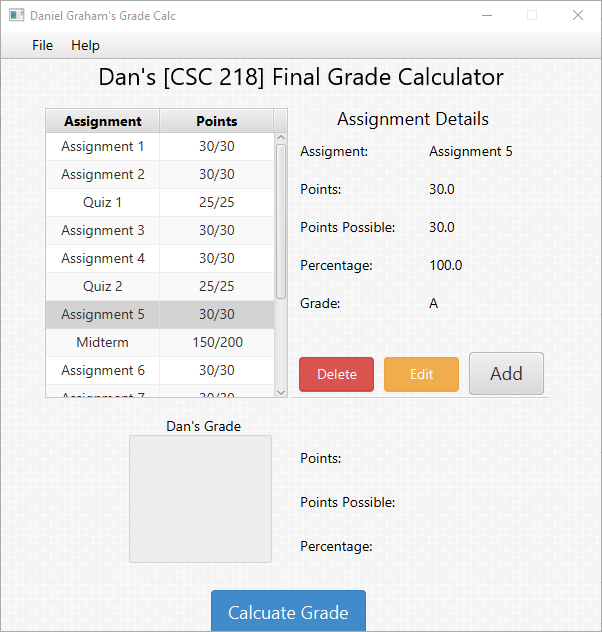 Daniel Graham's Grade Calc
File Help
Dan's [CSC 218] Final Grade Calculator
Assignment Points
Assignment 1 30/30
Assignment 2 30/30
Quiz 1 25/25
Assignment 3 30/30
Assignment 4 30/30
Quiz 2 25/25
Assignment 5 30/30
Midterm 150/200
Assignment 6 30/30
Assignment 7 30/30
Assignment Details
Assigment: Assignment 5
Points: 30.0
Points Possible: 30.0
Percentage: 100.0
Grade: A
Delete Edit Add
Dan's Grade
Points:
Points Possible:
Percentage:
Calcuate Grade